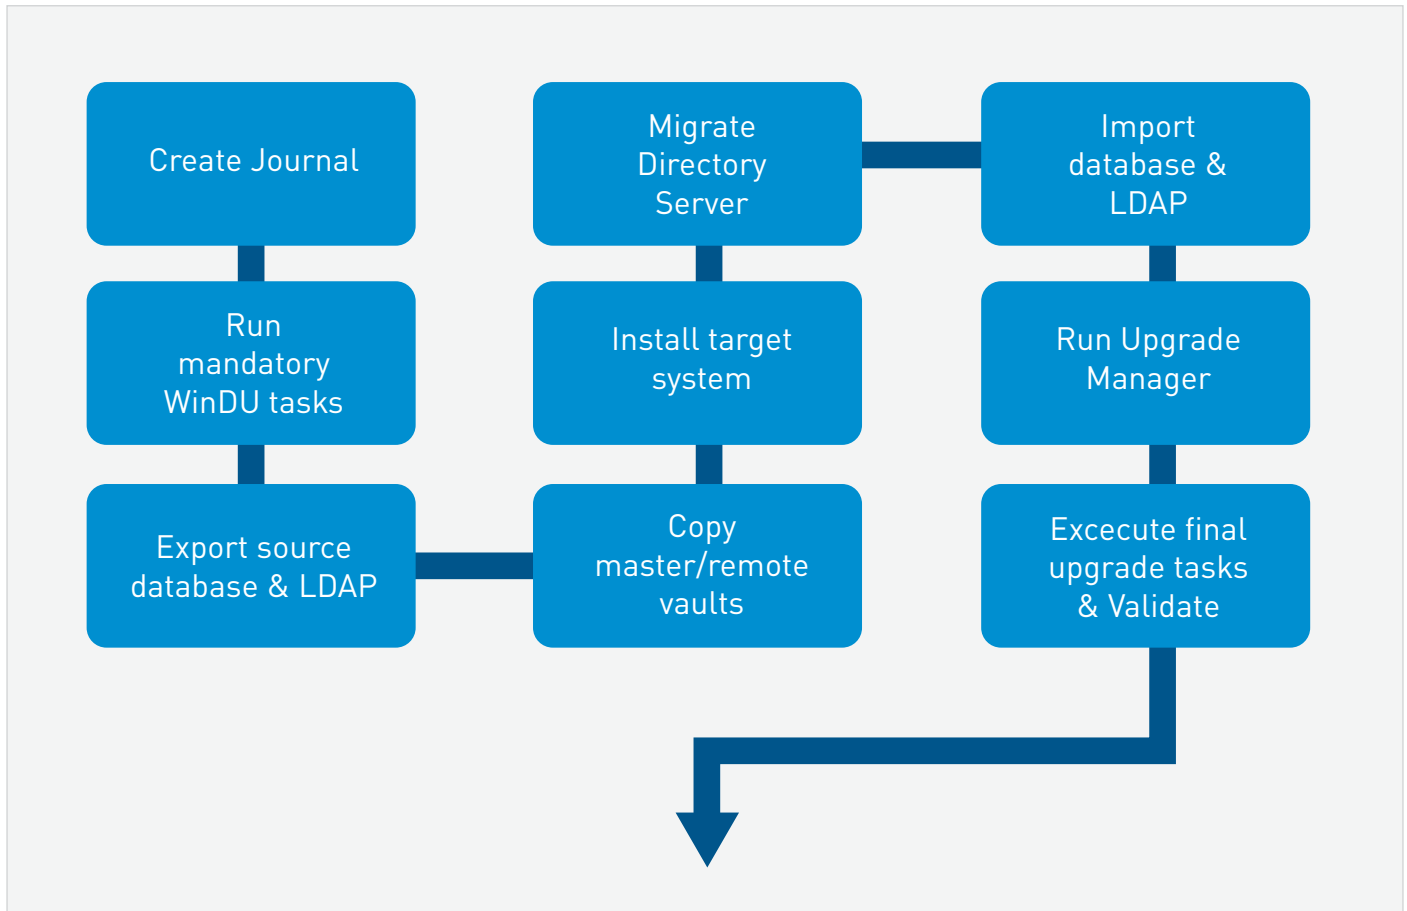 Create Journal
Run
mandatory
WinDU tasks
Export source
database & LDAP
Copy
master/remote
vaults
Install target
system
Migrate
Directory
Server
Import
database &
LDAP
Run Upgrade
Manager
Excecute final
upgrade tasks
& Validate